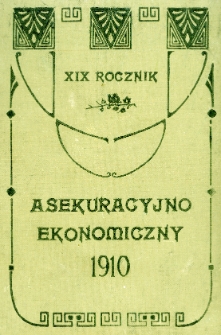 XIX ROCZNIK
ASEKURACYJNO
EKONOMICZNY
1910